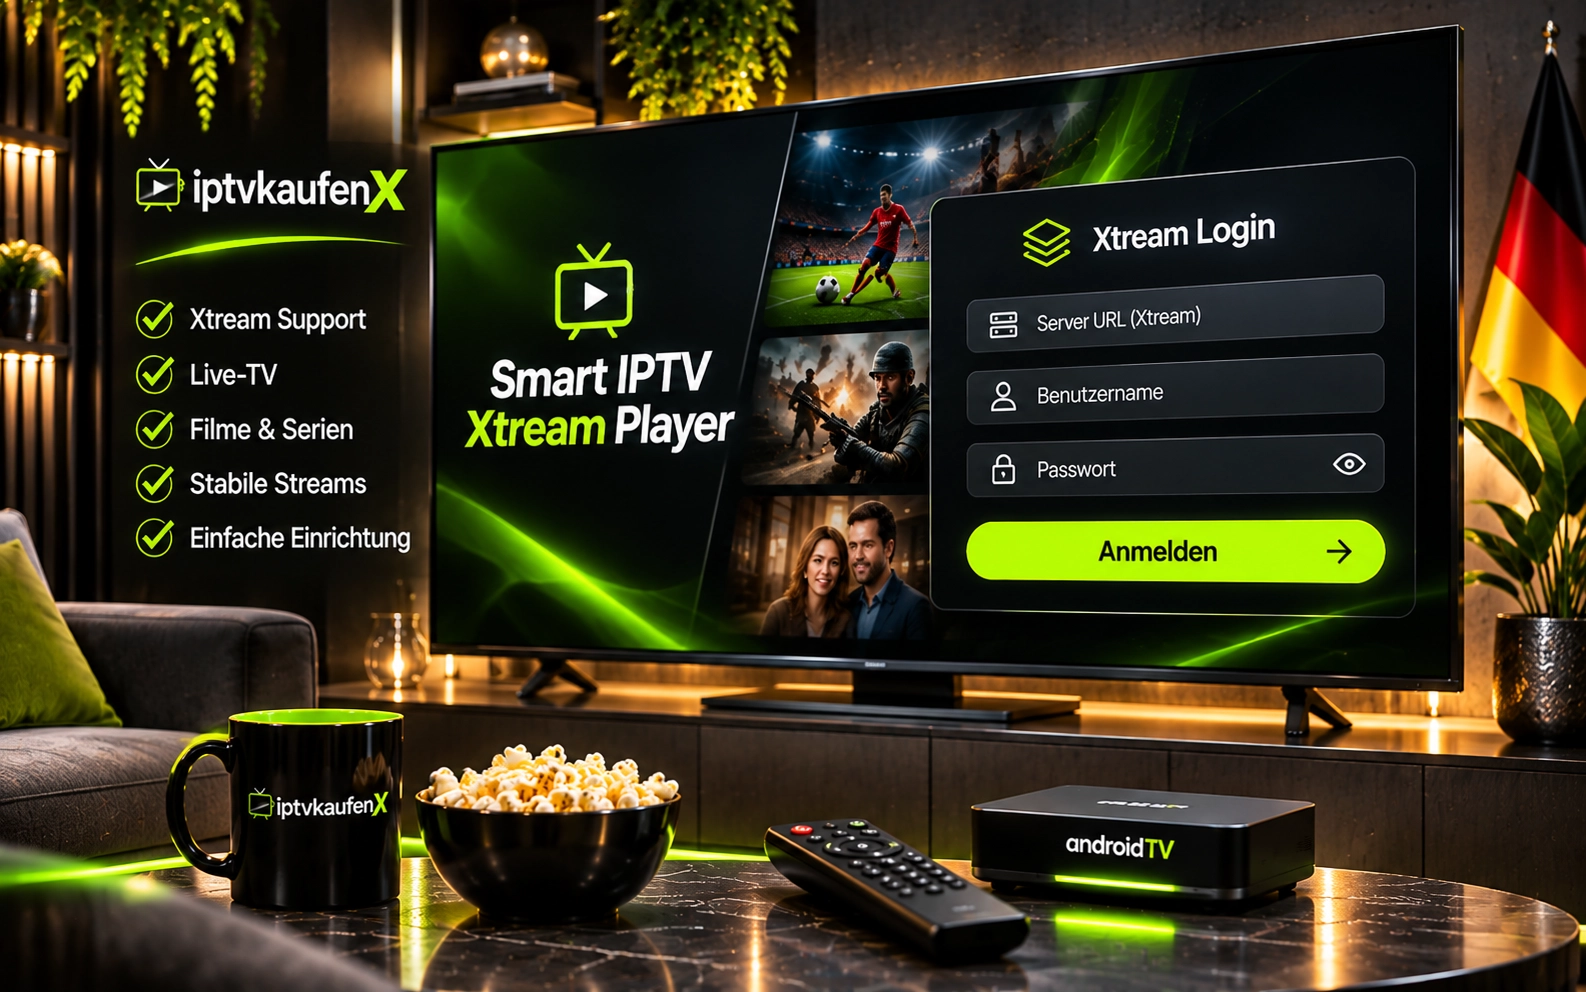 iptvkaufenX
Xtream Support
Live-TV
Filme & Serien
Stabile Streams
Einfache Einrichtung
Smart IPTV
Xtream Player
Xtream Login
Server URL (Xtream)
Benutzername
Passwort
Anmelden
iptvkaufenX
androidTV